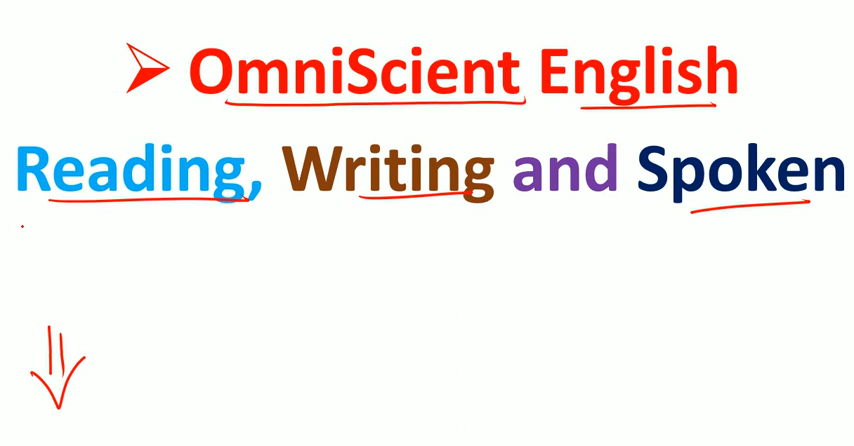 ➢ OmniScient English
Reading, Writing and Spoken